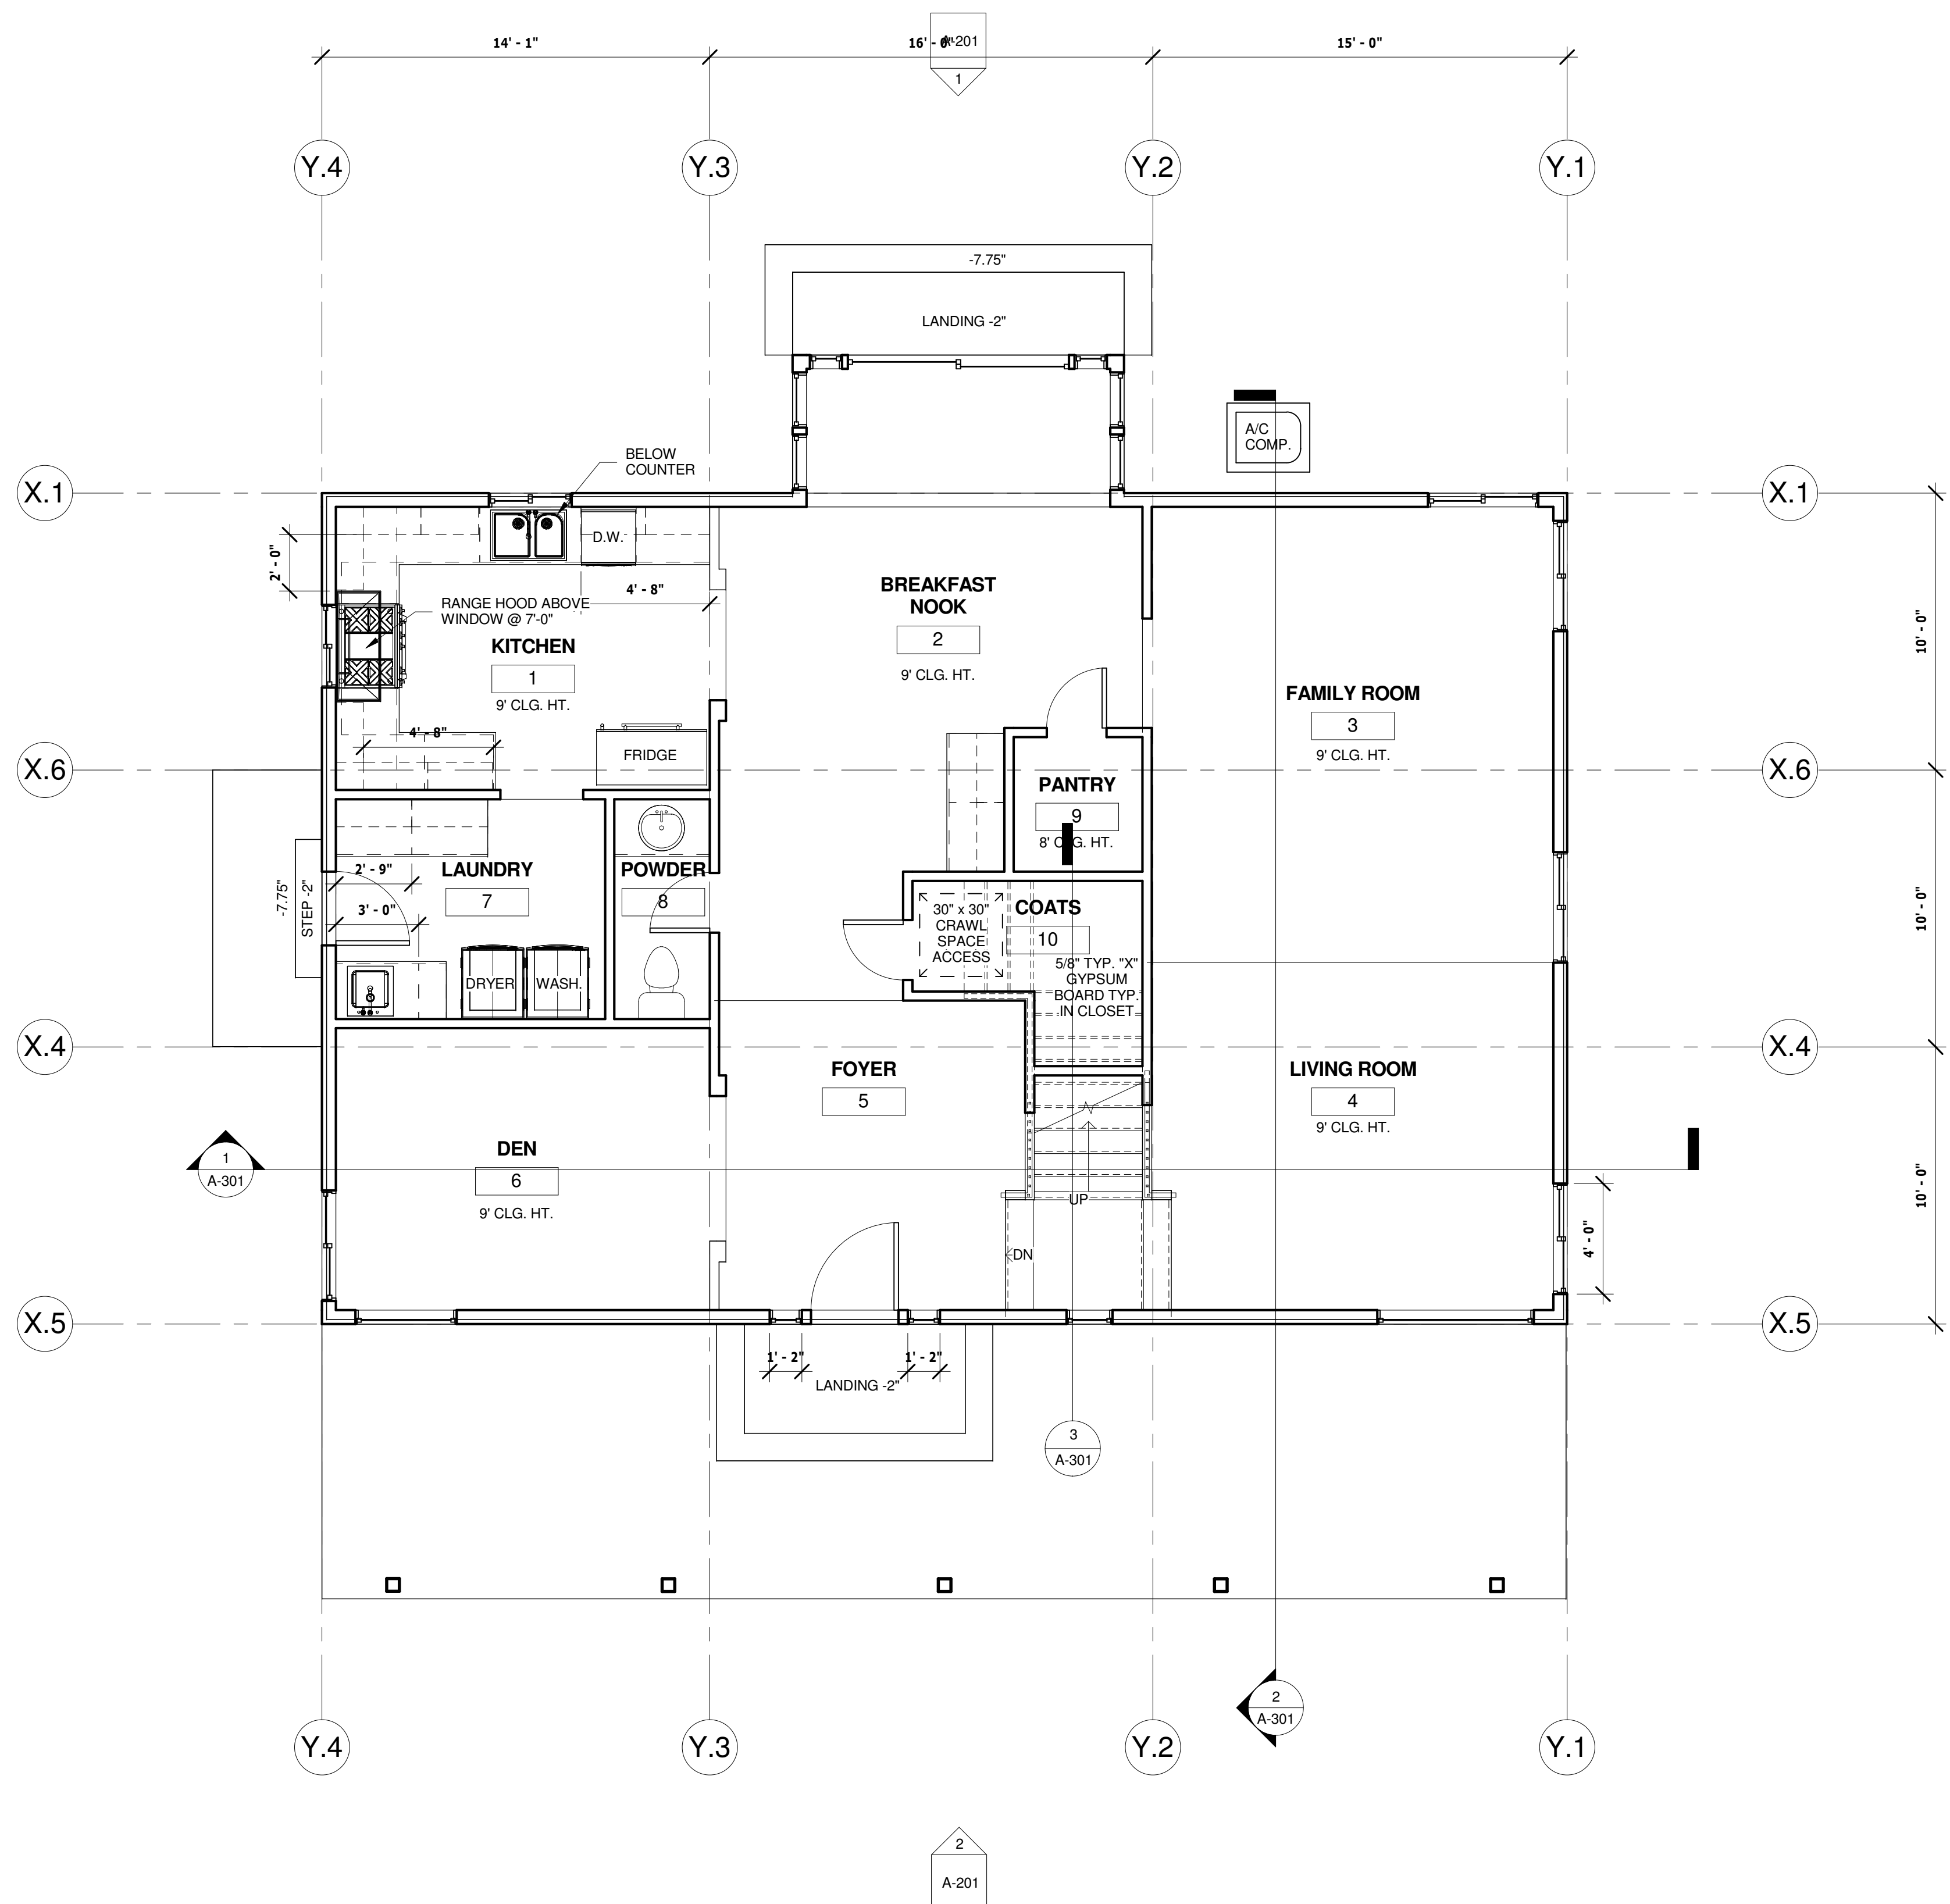 14' - 1"
16' - 0"
A-201
1
15' - 0"
Y.4
Y.3
Y.2
Y.1
-7.75"
LANDING -2"
A/C
COMP.
BELOW
COUNTER
X.1
X.1
2' - 0"
D.W.
4' - 8"
RANGE HOOD ABOVE
WINDOW @ 7'-0"
KITCHEN
1
9' CLG. HT.
BREAKFAST
NOOK
2
9' CLG. HT.
10' - 0"
FAMILY ROOM
3
9' CLG. HT.
4' - 8"
FRIDGE
X.6
X.6
PANTRY
9
8' CLG. HT.
LAUNDRY
7
2' - 9"
3' - 0"
POWDER
8
-7.75"
STEP -2"
30" x 30"
CRAWL
SPACE
ACCESS
COATS
10
5/8" TYP. "X"
GYPSUM
BOARD TYP.
IN CLOSET
10' - 0"
DRYER
WASH.
X.4
X.4
FOYER
5
LIVING ROOM
4
9' CLG. HT.
DEN
6
9' CLG. HT.
1
A-301
UP
DN
4' - 0"
10' - 0"
X.5
X.5
1' - 2"
1' - 2"
LANDING -2"
3
A-301
2
A-301
Y.4
Y.3
Y.2
Y.1
2
A-201